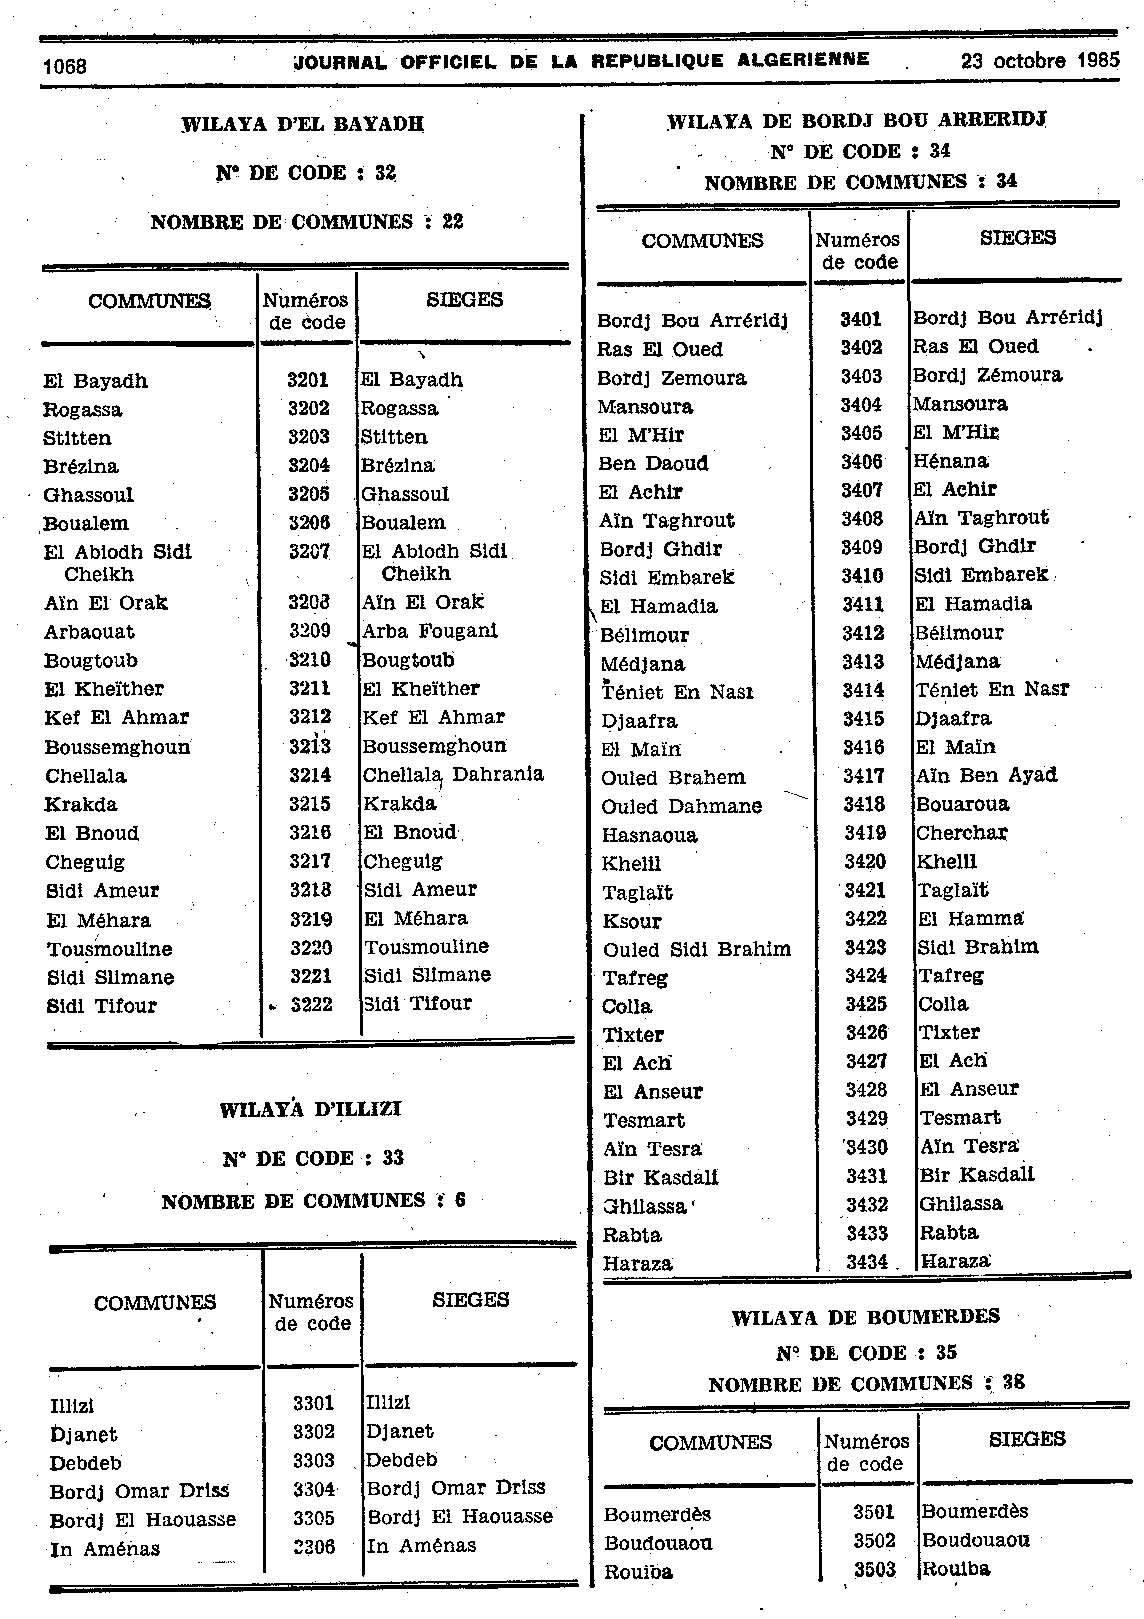 1068 JOURNAL OFFICIEL DE LA REPUBLIQUE ALGERIENNE 23 octobre 1985
WILAYA D'EL BAYADH
N° DE CODE : 32
NOMBRE DE COMMUNES : 22
COMMUNES Numéros de code SIEGES
El Bayadh 3201 El Bayadh
Rogassa 3202 Rogassa
Stitten 3203 Stitten
Brézina 3204 Brézina
Ghassoul 3205 Ghassoul
Boualem 3206 Boualem
El Abiodh Sidi 3207 El Abiodh Sidi
Cheikh Cheikh
Aïn El Orak 3208 Aïn El Orak
Arbaouat 3209 Arba Fougani
Bougtoub 3210 Bougtoub
El Kheïther 3211 El Kheïther
Kef El Ahmar 3212 Kef El Ahmar
Boussemghoun 3213 Boussemghoun
Chellala 3214 Chellala Dahrania
Krakda 3215 Krakda
El Bnoud 3216 El Bnoud
Cheguig 3217 Cheguig
Sidi Ameur 3218 Sidi Ameur
El Méhara 3219 El Méhara
Tousmouline 3220 Tousmouline
Sidi Slimane 3221 Sidi Slimane
Sidi Tifour 3222 Sidi Tifour
WILAYA D'ILLIZI
N° DE CODE : 33
NOMBRE DE COMMUNES : 6
COMMUNES Numéros de code SIEGES
Illizi 3301 Illizi
Djanet 3302 Djanet
Debdeb 3303 Debdeb
Bordj Omar Driss 3304 Bordj Omar Driss
Bordj El Haouasse 3305 Bordj El Haouasse
In Aménas 3306 In Aménas
WILAYA DE BORDJ BOU ARRERIDJ
N° DE CODE : 34
NOMBRE DE COMMUNES : 34
COMMUNES Numéros de code SIEGES
Bordj Bou Arréridj 3401 Bordj Bou Arréridj
Ras El Oued 3402 Ras El Oued
Bordj Zemoura 3403 Bordj Zémoura
Mansoura 3404 Mansoura
El M'Hir 3405 El M'Hir
Ben Daoud 3406 Hénana
El Achir 3407 El Achir
Aïn Taghrout 3408 Aïn Taghrout
Bordj Ghdir 3409 Bordj Ghdir
Sidi Embarek 3410 Sidi Embarek
El Hamadia 3411 El Hamadia
Bélimour 3412 Bélimour
Médjana 3413 Médjana
Téniet En Nasr 3414 Téniet En Nasr
Djaafra 3415 Djaafra
El Maïn 3416 El Maïn
Ouled Brahem 3417 Aïn Ben Ayad
Ouled Dahmane 3418 Bouaroua
Hasnaoua 3419 Cherchar
Khelil 3420 Khelil
Taglaït 3421 Taglaït
Ksour 3422 El Hamma
Ouled Sidi Brahim 3423 Sidi Brahim
Tafreg 3424 Tafreg
Colla 3425 Colla
Tixter 3426 Tixter
El Ach 3427 El Ach
El Anseur 3428 El Anseur
Tesmart 3429 Tesmart
Aïn Tesra 3430 Aïn Tesra
Bir Kasdali 3431 Bir Kasdali
Ghilassa 3432 Ghilassa
Rabta 3433 Rabta
Haraza 3434 Haraza
WILAYA DE BOUMERDES
N° DE CODE : 35
NOMBRE DE COMMUNES : 38
COMMUNES Numéros de code SIEGES
Boumerdès 3501 Boumerdès
Boudouaou 3502 Boudouaou
Rouiba 3503 Rouiba